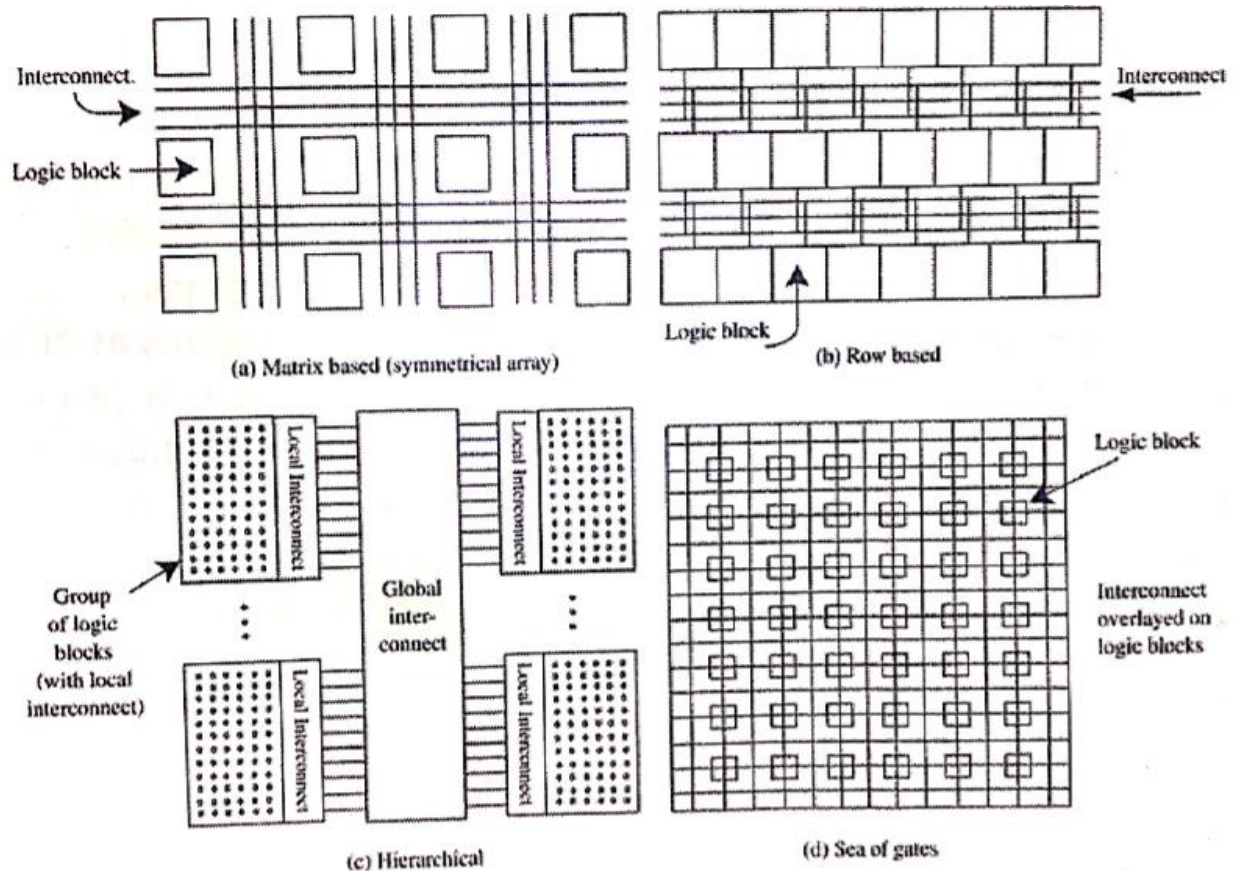 Interconnect.
Logic block
(a) Matrix based (symmetrical array)
Interconnect
Logic block
(b) Row based
Local Interconnect
Local Interconnect
Group
of logic
blocks
(with local
interconnect)
Global
inter-
connect
Local Interconnect
Local Interconnect
(c) Hierarchical
Logic block
Interconnect
overlayed on
logic blocks
(d) Sea of gates